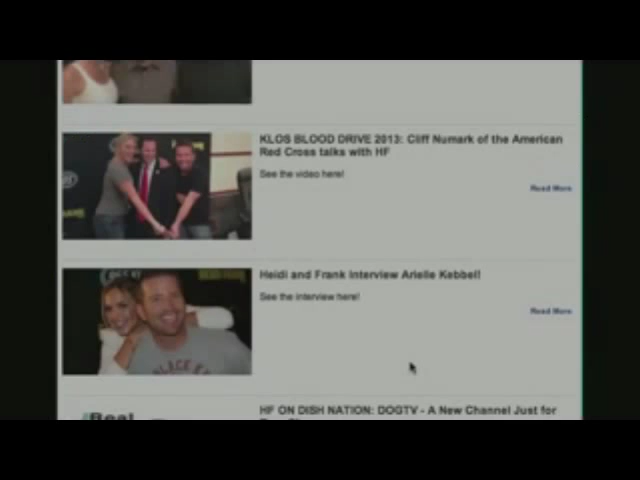 KLOS BLOOD DRIVE 2013: Cliff Numark of the American
Red Cross talks with HF
See the video here!
Read More
Heidi and Frank Interview Arielle Kebbel!
See the interview here!
Read More
BLACK
Real
HF ON DISH NATION: DOGTV - A New Channel Just for